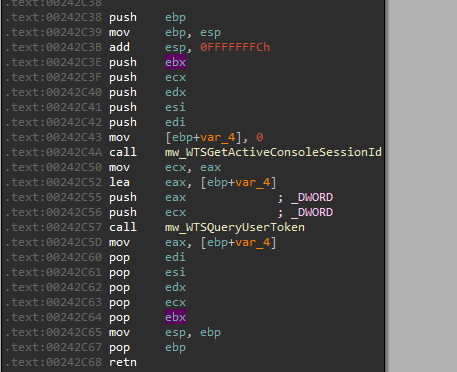 .text:00242C38
.text:00242C38 push ebp
.text:00242C39 mov ebp, esp
.text:00242C3B add esp, 0FFFFFFFCh
.text:00242C3E push ebx
.text:00242C3F push ecx
.text:00242C40 push edx
.text:00242C41 push esi
.text:00242C42 push edi
.text:00242C43 mov [ebp+var_4], 0
.text:00242C4A call mw_WTSGetActiveConsoleSessionId
.text:00242C50 mov ecx, eax
.text:00242C52 lea eax, [ebp+var_4]
.text:00242C55 push eax ; _DWORD
.text:00242C56 push ecx ; _DWORD
.text:00242C57 call mw_WTSQueryUserToken
.text:00242C5D mov eax, [ebp+var_4]
.text:00242C60 pop edi
.text:00242C61 pop esi
.text:00242C62 pop edx
.text:00242C63 pop ecx
.text:00242C64 pop ebx
.text:00242C65 mov esp, ebp
.text:00242C67 pop ebp
.text:00242C68 retn